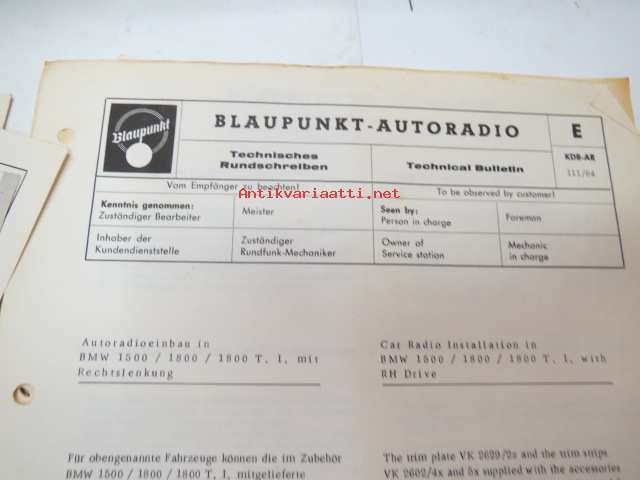 Blaupunkt
BLAUPUNKT-AUTORADIO
E
Technisches
Rundschreiben
Technical Bulletin
KDB-AR
111/64
Vom Empfänger zu beachten!
To be observed by customer!
Antikvariaatti.net
Kenntnis genommen:
Zuständiger Bearbeiter
Meister
Seen by:
Person in charge
Foreman
Inhaber der
Kundendienststelle
Zuständiger
Rundfunk-Mechaniker
Owner of
Service station
Mechanic
in charge
Autoradioeinbau in
BMW 1500 / 1800 / 1800 T. I. mit
Rechtslenkung
Car Radio Installation in
BMW 1500 / 1800 / 1800 T. I. with
RH Drive
Für obengenannte Fahrzeuge können die im Zubehör
BMW 1500 / 1800 / 1800 T. I. mitgelieferte
The trim plate VK 2629/2x and the trim strips
VK 2602/4x and 5x supplied with the accessories